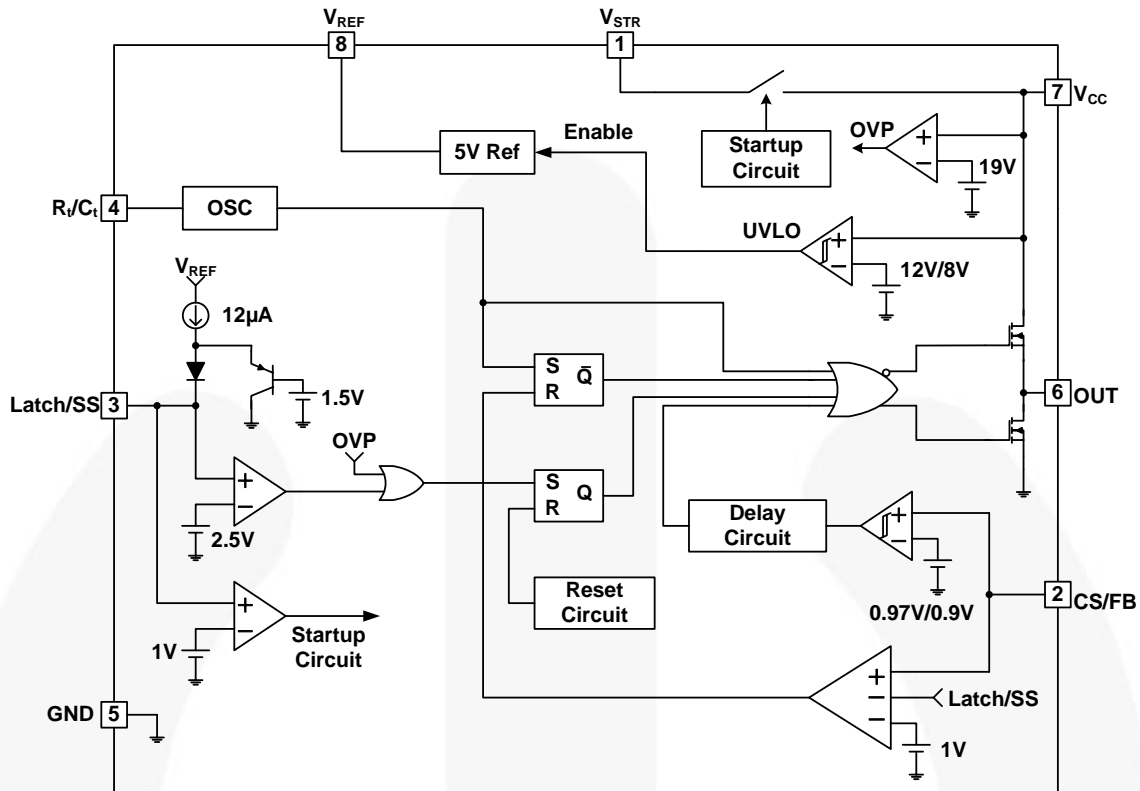 VREF
8
VSTR
1
7 VCC
OVP
+
−
19V
Enable
5V Ref
Startup
Circuit
Rt/Ct 4
OSC
UVLO
+
−
12V/8V
VREF
12µA
1.5V
Latch/SS 3
S Q̄
R
6 OUT
OVP
+
−
2.5V
S Q
R
Delay
Circuit
+
−
0.97V/0.9V
Reset
Circuit
2 CS/FB
+
−
1V
Startup
Circuit
+
−
−
Latch/SS
1V
GND 5